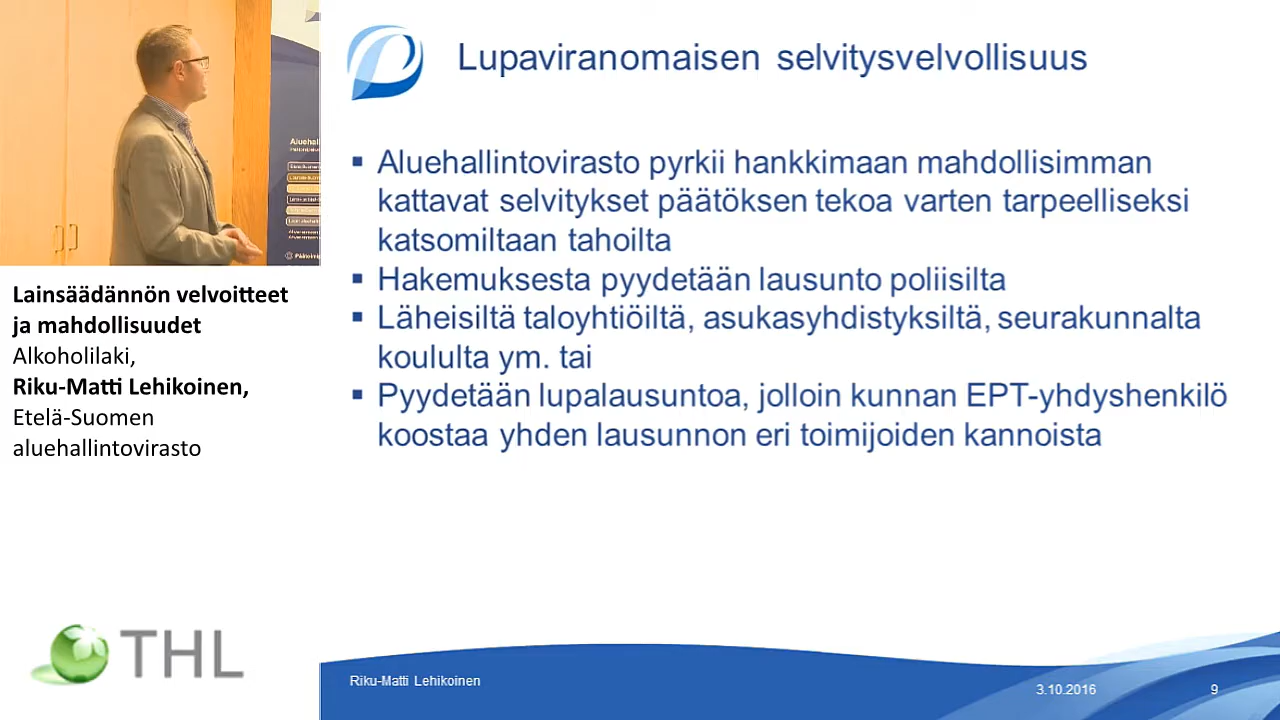 Lupaviranomaisen selvitysvelvollisuus
▪ Aluehallintovirasto pyrkii hankkimaan mahdollisimman
kattavat selvitykset päätöksen tekoa varten tarpeelliseksi
katsomiltaan tahoilta
▪ Hakemuksesta pyydetään lausunto poliisilta
▪ Läheisiltä taloyhtiöiltä, asukasyhdistyksiltä, seurakunnalta
koululta ym. tai
▪ Pyydetään lupalausuntoa, jolloin kunnan EPT-yhdyshenkilö
koostaa yhden lausunnon eri toimijoiden kannoista
Lainsäädännön velvoitteet
ja mahdollisuudet
Alkoholilaki,
Riku-Matti Lehikoinen,
Etelä-Suomen
aluehallintovirasto
THL
Riku-Matti Lehikoinen
3.10.2016
9
Aluehal